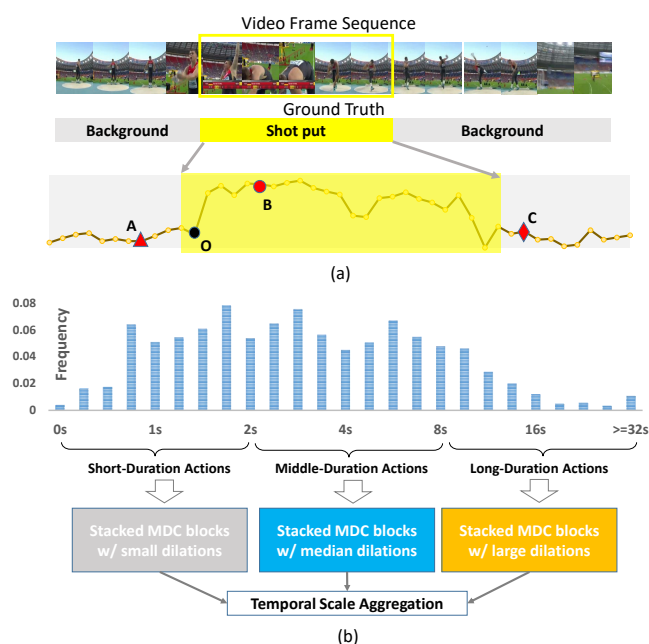 Video Frame Sequence
Ground Truth
Background Shot put Background
A
B
C
O
(a)
0.08
0.06
0.04
0.02
0
Frequency
0s 1s 2s 4s 8s 16s >=32s
Short-Duration Actions Middle-Duration Actions Long-Duration Actions
Stacked MDC blocks
w/ small dilations
Stacked MDC blocks
w/ median dilations
Stacked MDC blocks
w/ large dilations
Temporal Scale Aggregation
(b)